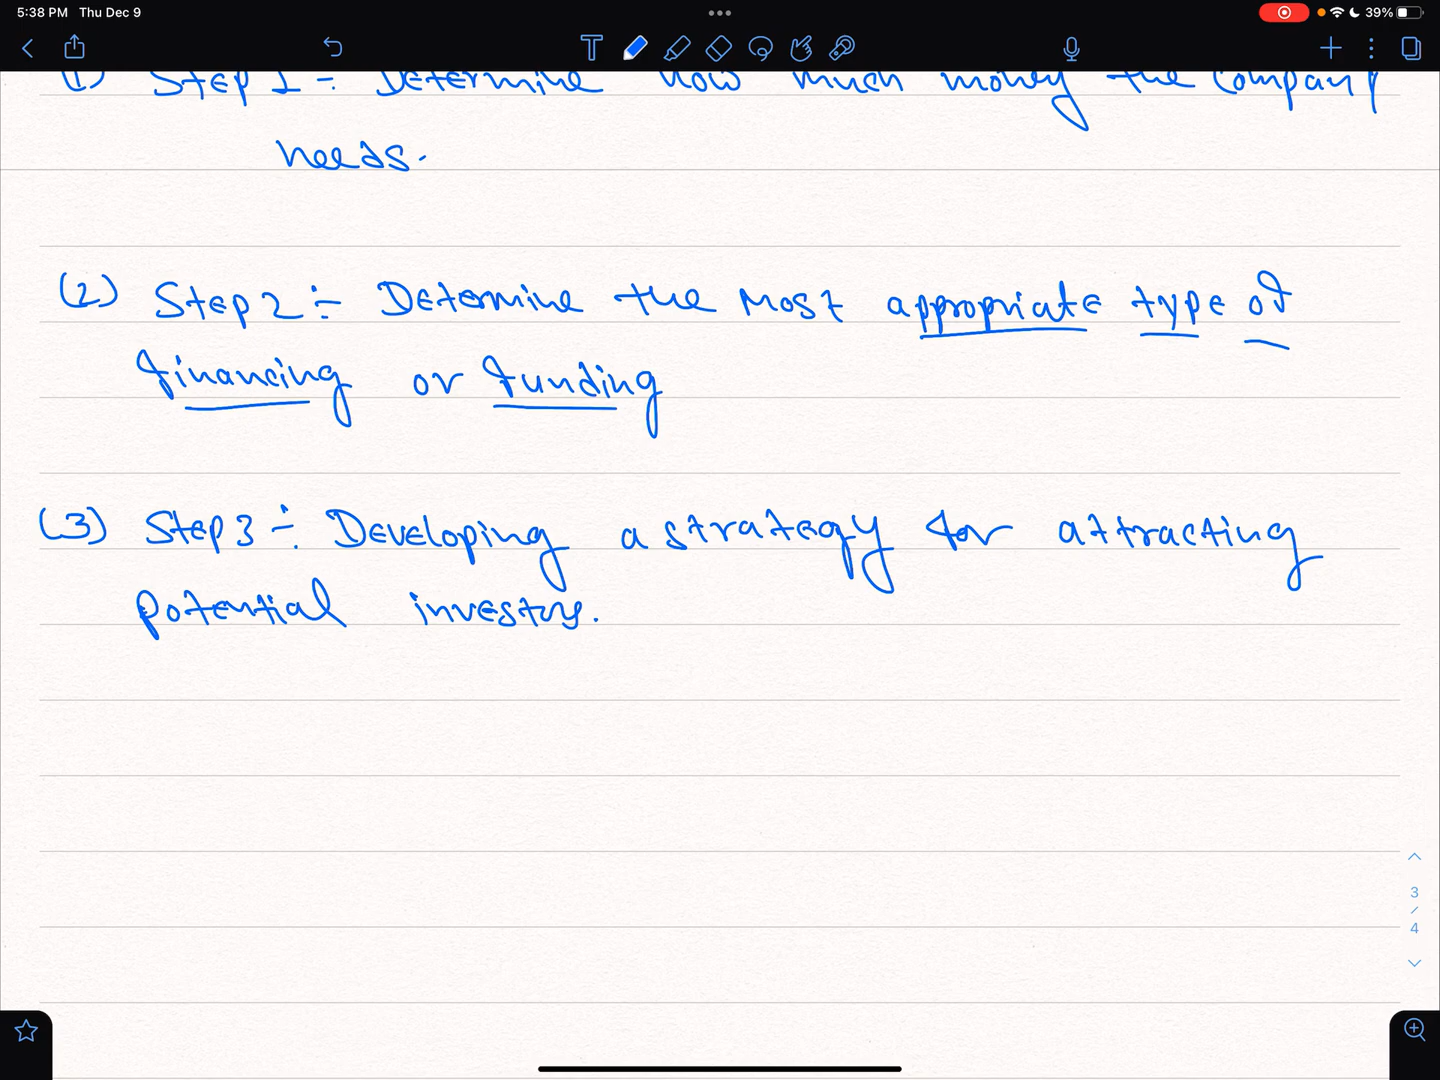 5:38 PM Thu Dec 9
39%
(1) Step 1 :- Determine how much money the company
needs.
(2) Step 2 :- Determine the most appropriate type of
financing or funding
(3) Step 3 :- Developing a strategy for attracting
potential investors.
3
/
4